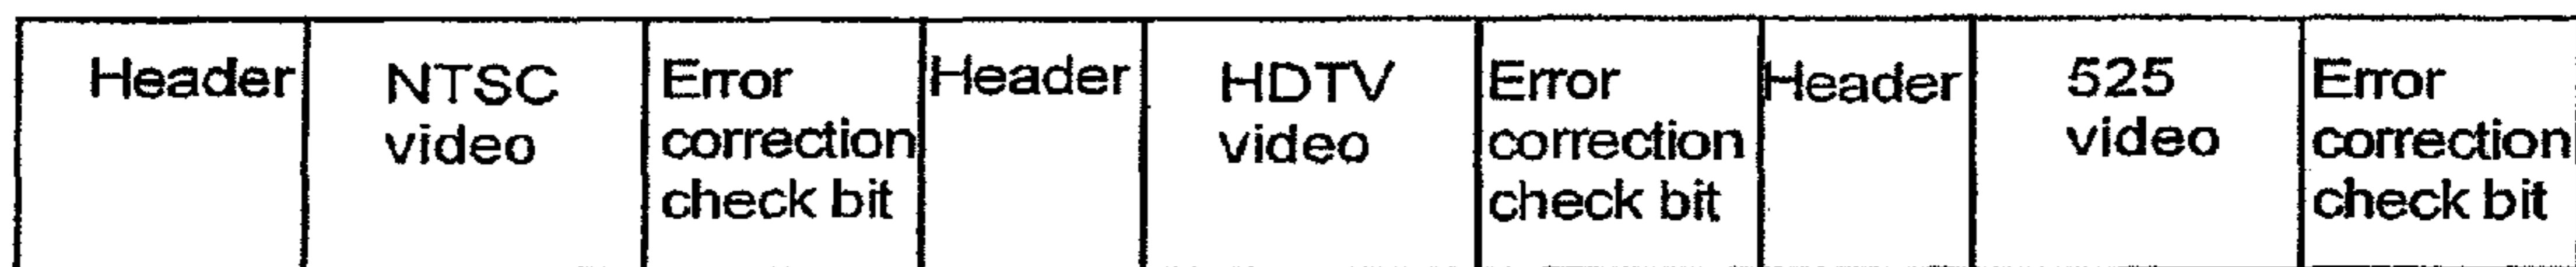 Header
NTSC
video
Error
correction
check bit
Header
HDTV
video
Error
correction
check bit
Header
525
video
Error
correction
check bit